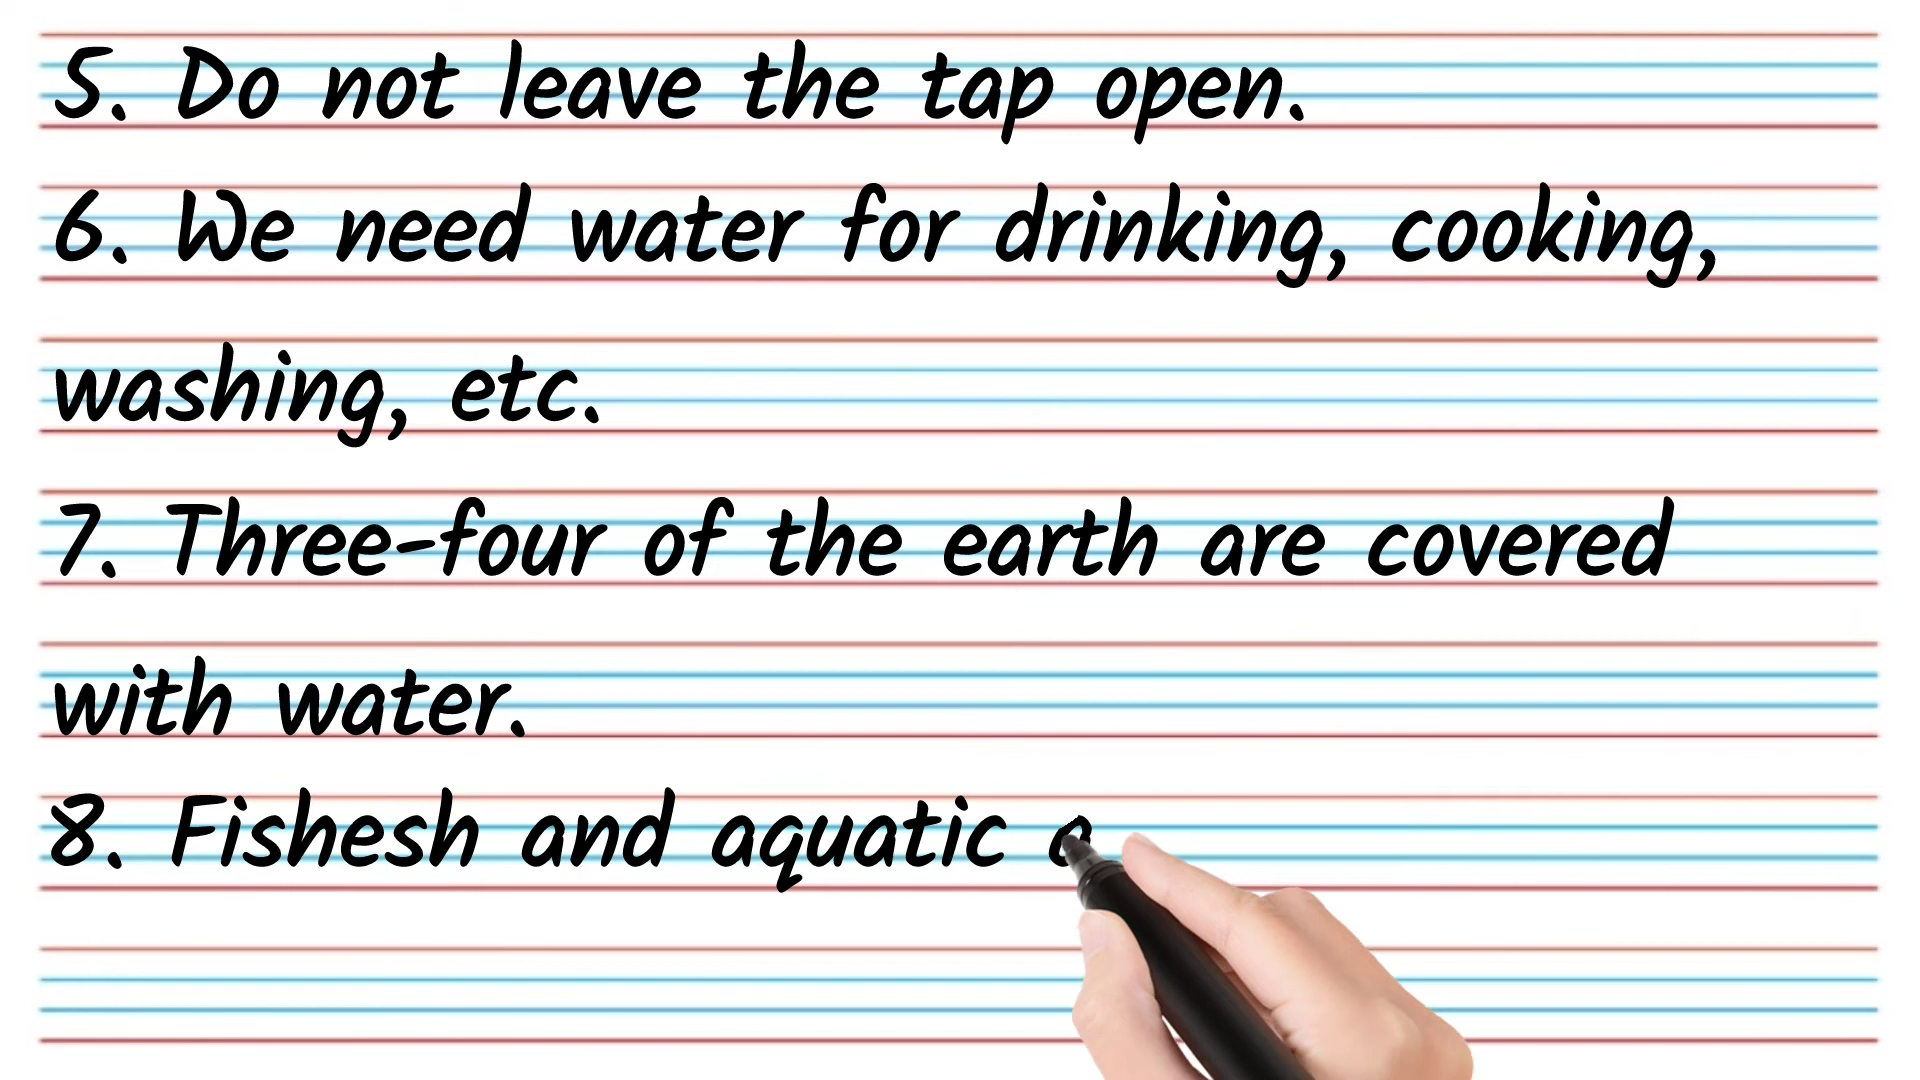 5. Do not leave the tap open.
6. We need water for drinking, cooking,
washing, etc.
7. Three-four of the earth are covered
with water.
8. Fishesh and aquatic